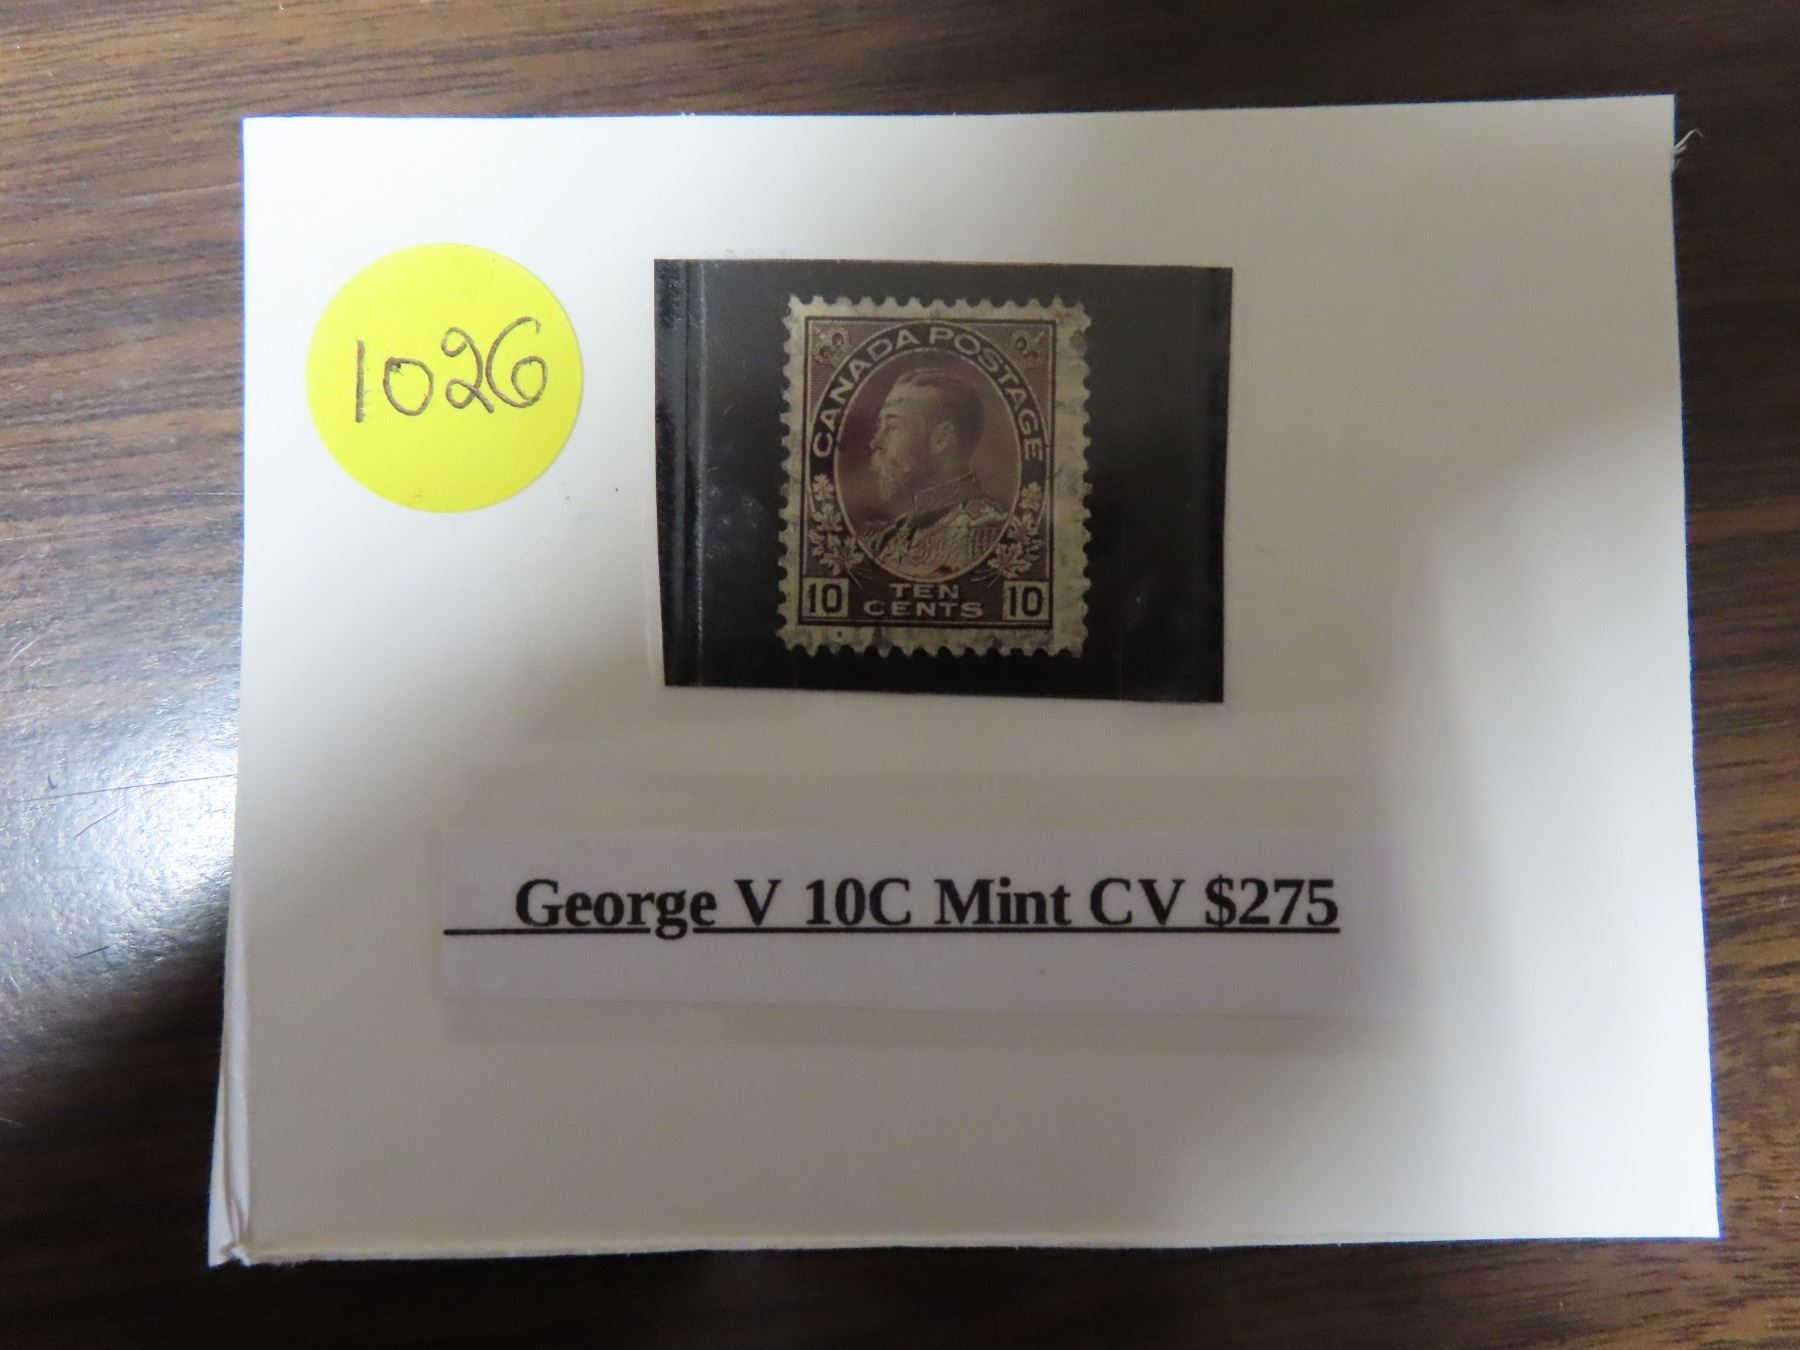 1026
CANADA POSTAGE
10 TEN CENTS 10
George V 10C Mint CV $275